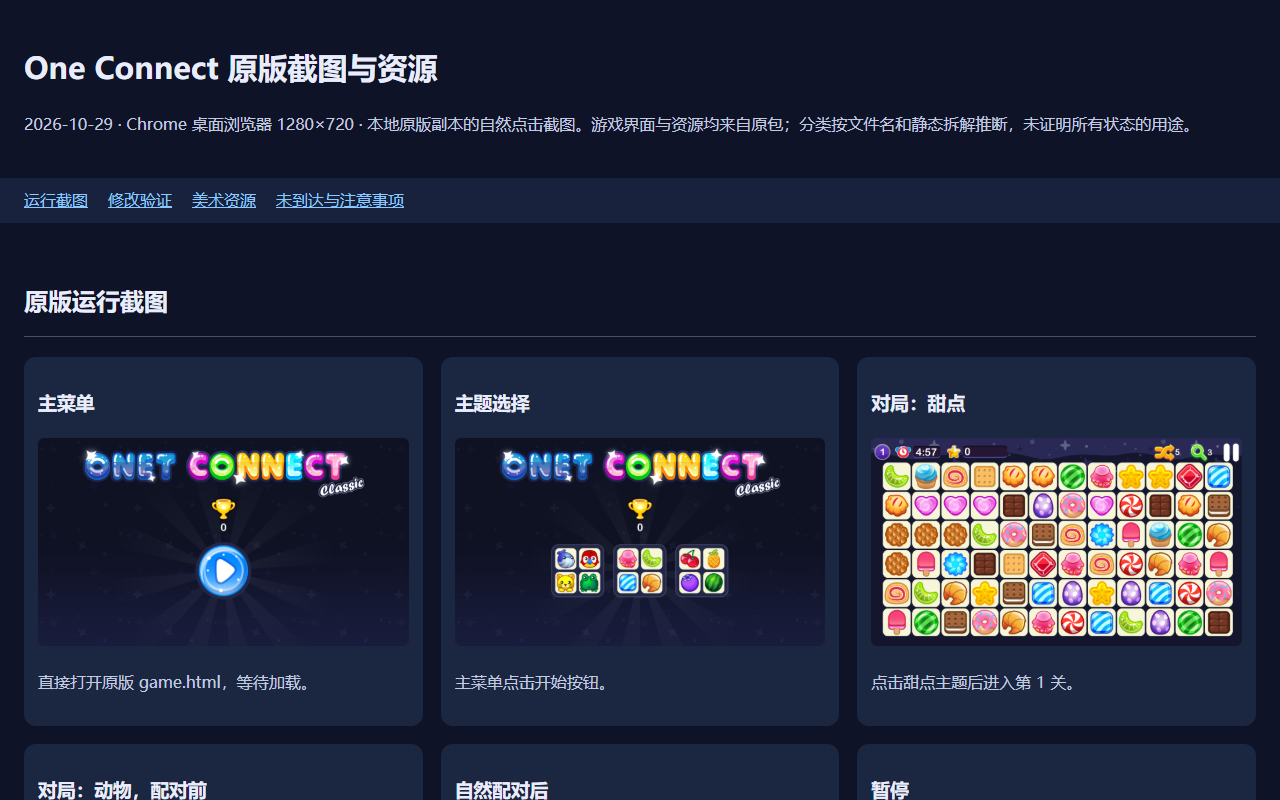 One Connect 原版截图与资源
2026-10-29 · Chrome 桌面浏览器 1280×720 · 本地原版副本的自然点击截图。游戏界面与资源均来自原包；分类按文件名和静态拆解推断，未证明所有状态的用途。
运行截图 修改验证 美术资源 未到达与注意事项
原版运行截图
主菜单
ONET CONNECT
Classic
0
直接打开原版 game.html，等待加载。
主题选择
ONET CONNECT
Classic
0
主菜单点击开始按钮。
对局：甜点
1 4:57 0 5 3
点击甜点主题后进入第 1 关。
对局：动物，配对前
自然配对后
暂停